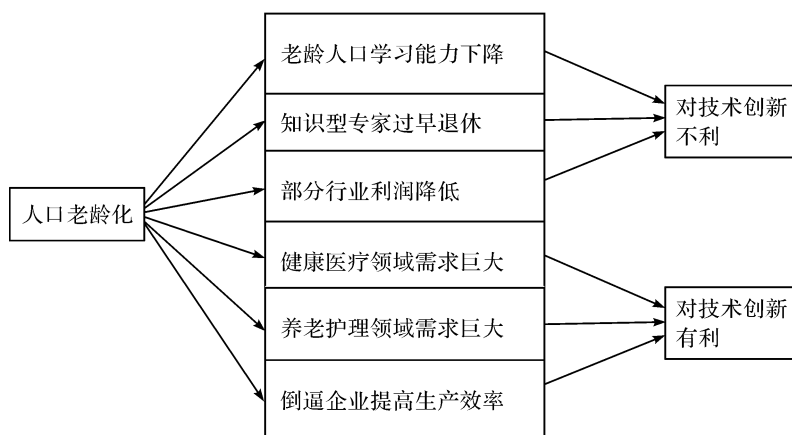 人口老龄化
老龄人口学习能力下降
知识型专家过早退休
部分行业利润降低
健康医疗领域需求巨大
养老护理领域需求巨大
倒逼企业提高生产效率
对技术创新
不利
对技术创新
有利